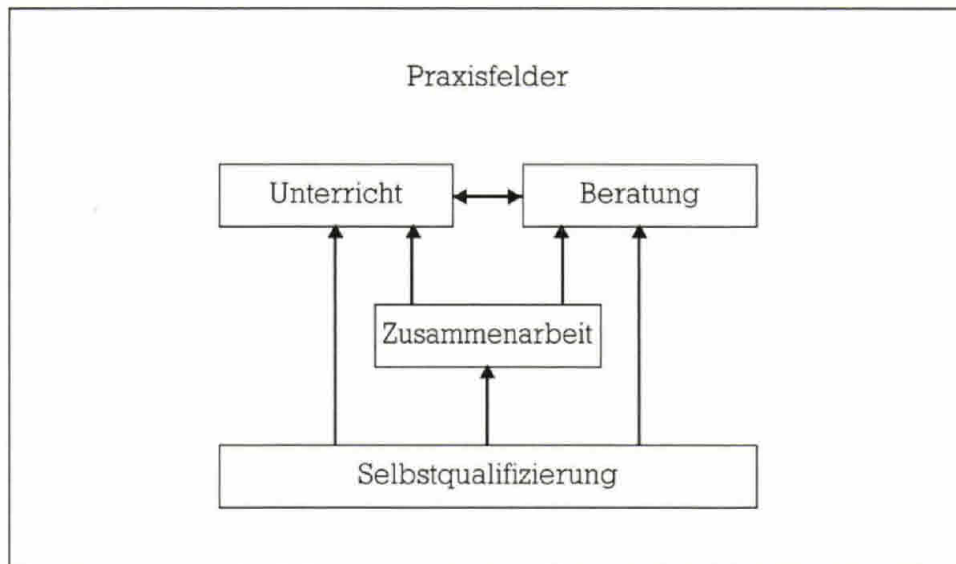 Praxisfelder
Unterricht
Beratung
Zusammenarbeit
Selbstqualifizierung